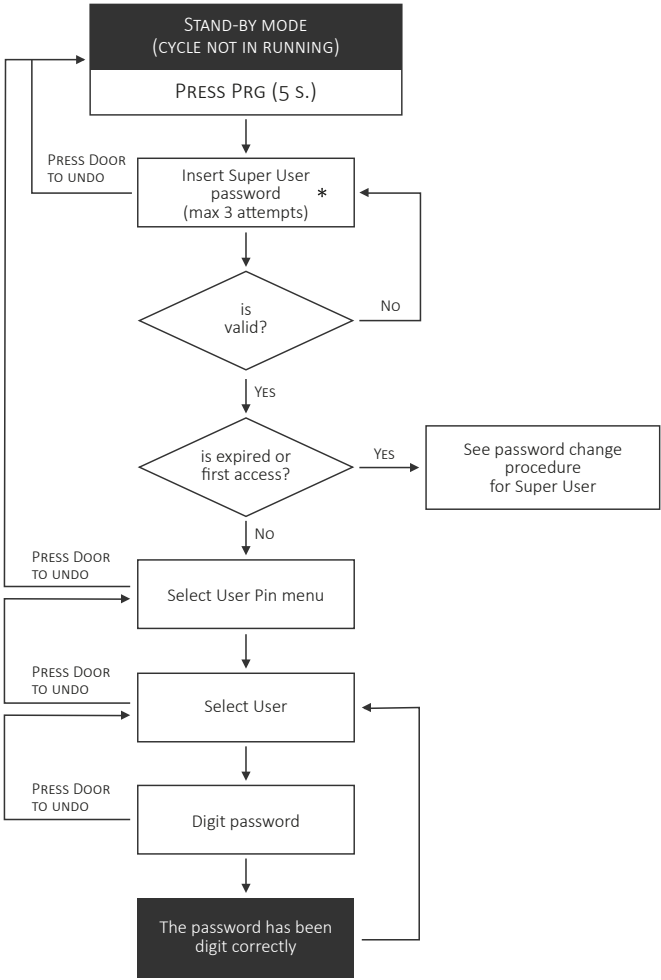 STAND-BY MODE
(CYCLE NOT IN RUNNING)
PRESS PRG (5 s.)
PRESS DOOR
TO UNDO
Insert Super User
password *
(max 3 attempts)
is
valid?
NO
YES
is expired or
first access?
YES
See password change
procedure
for Super User
NO
PRESS DOOR
TO UNDO
Select User Pin menu
PRESS DOOR
TO UNDO
Select User
PRESS DOOR
TO UNDO
Digit password
The password has been
digit correctly